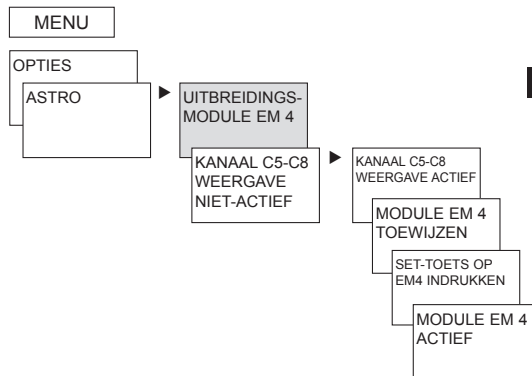 MENU
OPTIES
ASTRO
UITBREIDINGS-
MODULE EM 4
KANAAL C5-C8
WEERGAVE
NIET-ACTIEF
KANAAL C5-C8
WEERGAVE ACTIEF
MODULE EM 4
TOEWIJZEN
SET-TOETS OP
EM4 INDRUKKEN
MODULE EM 4
ACTIEF